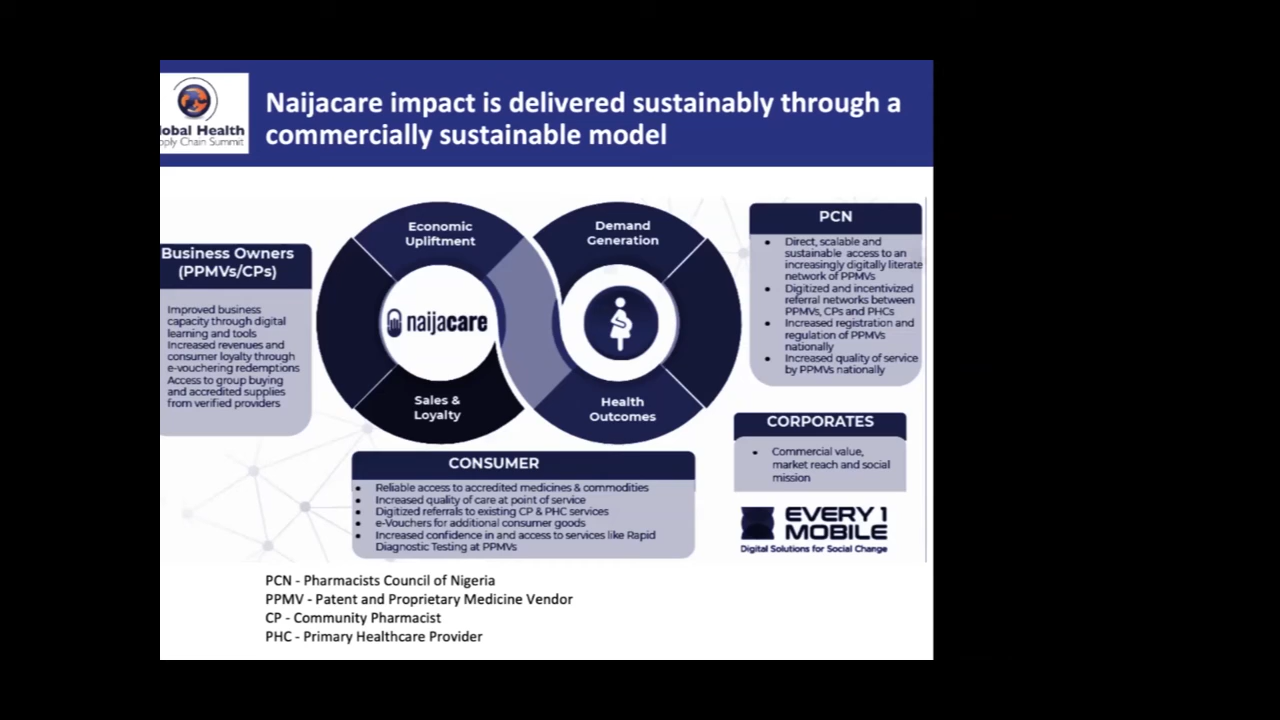 lobal Health
pply Chain Summit
Naijacare impact is delivered sustainably through a
commercially sustainable model
Business Owners
(PPMVs/CPs)
Improved business
capacity through digital
learning and tools
Increased revenues and
consumer loyalty through
e-vouchering redemptions
Access to group buying
and accredited supplies
from verified providers
Economic
Upliftment
naijacare
Sales &
Loyalty
Demand
Generation
Health
Outcomes
PCN
• Direct, scalable and
sustainable access to an
increasingly digitally literate
network of PPMVs
• Digitized and incentivized
referral networks between
PPMVs, CPs and PHCs
• Increased registration and
regulation of PPMVs
nationally
• Increased quality of service
by PPMVs nationally
CONSUMER
• Reliable access to accredited medicines & commodities
• Increased quality of care at point of service
• Digitized referrals to existing CP & PHC services
• e-Vouchers for additional consumer goods
• Increased confidence in and access to services like Rapid
Diagnostic Testing at PPMVs
CORPORATES
• Commercial value,
market reach and social
mission
EVERY 1
MOBILE
Digital Solutions for Social Change
PCN - Pharmacists Council of Nigeria
PPMV - Patent and Proprietary Medicine Vendor
CP - Community Pharmacist
PHC - Primary Healthcare Provider